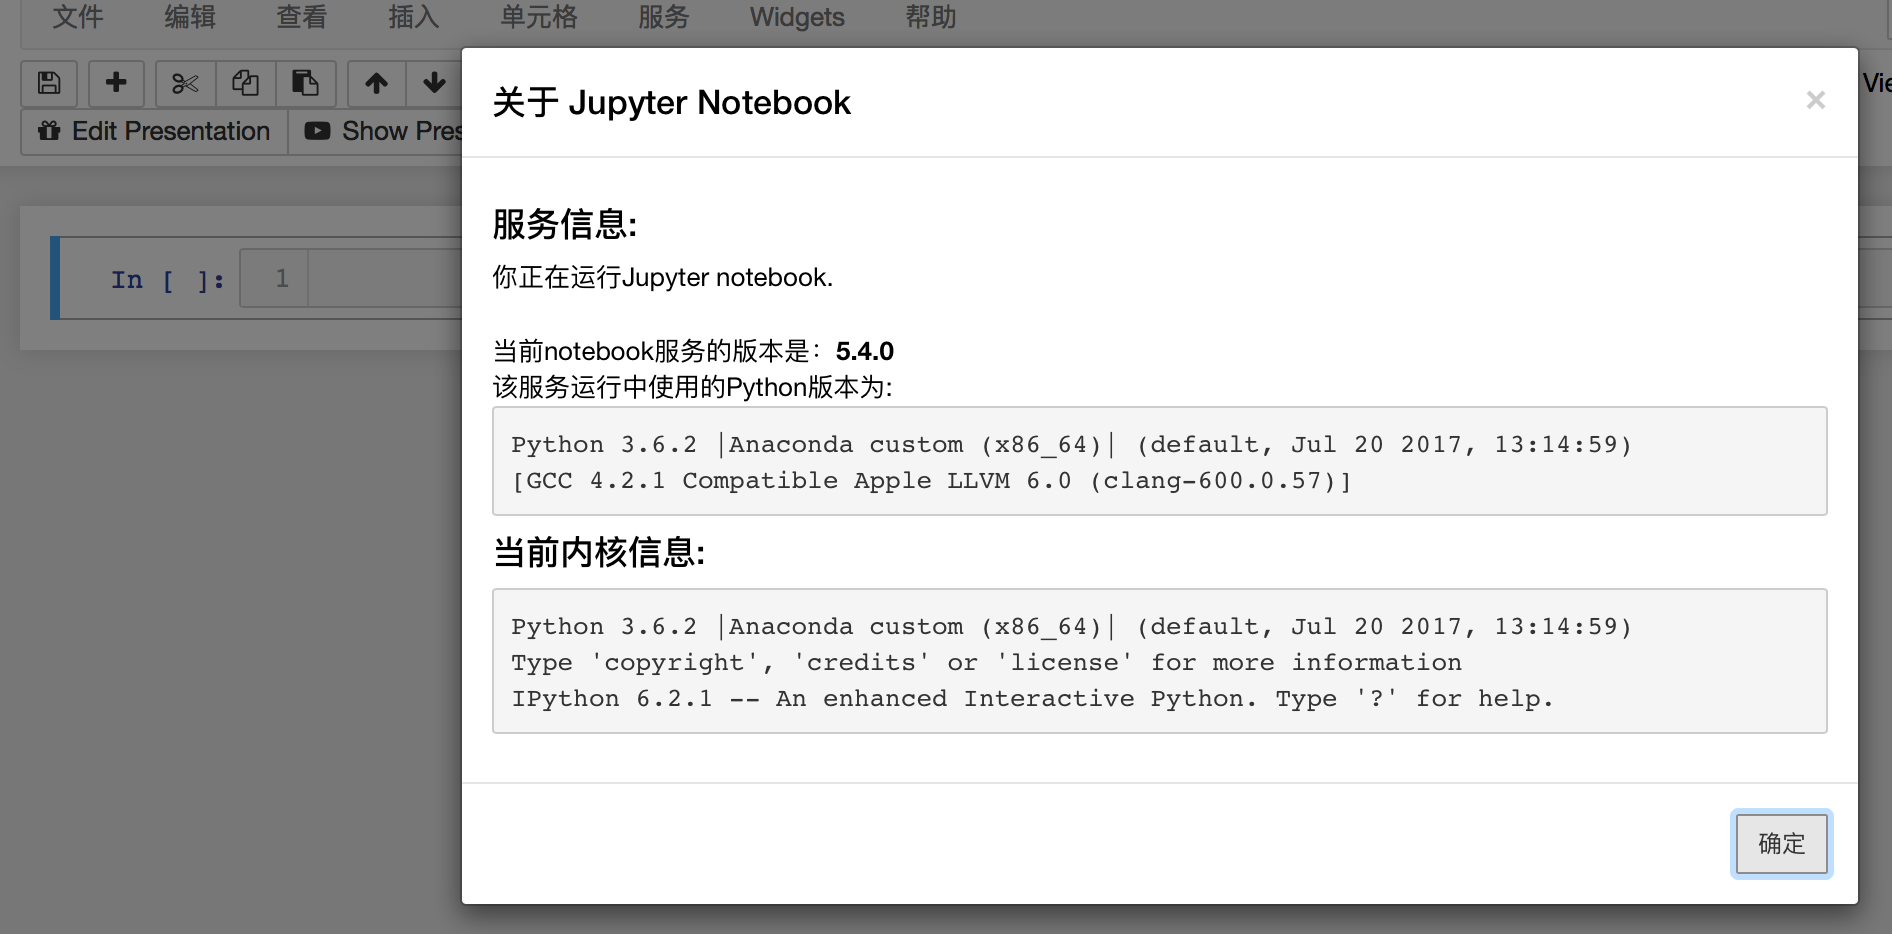 文件 编辑 查看 插入 单元格 服务 Widgets 帮助
Edit Presentation Show Pres
Vie
In [ ]: 1
关于 Jupyter Notebook ×
服务信息:
你正在运行Jupyter notebook.
当前notebook服务的版本是：5.4.0
该服务运行中使用的Python版本为:
Python 3.6.2 |Anaconda custom (x86_64)| (default, Jul 20 2017, 13:14:59)
[GCC 4.2.1 Compatible Apple LLVM 6.0 (clang-600.0.57)]
当前内核信息:
Python 3.6.2 |Anaconda custom (x86_64)| (default, Jul 20 2017, 13:14:59)
Type 'copyright', 'credits' or 'license' for more information
IPython 6.2.1 -- An enhanced Interactive Python. Type '?' for help.
确定